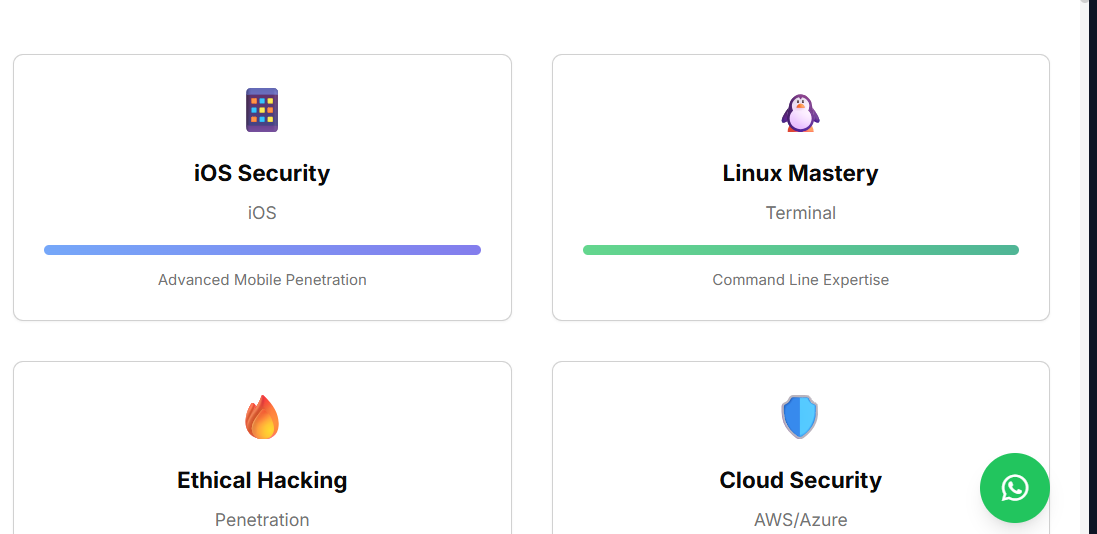 iOS Security
iOS
Advanced Mobile Penetration
Linux Mastery
Terminal
Command Line Expertise
Ethical Hacking
Penetration
Cloud Security
AWS/Azure